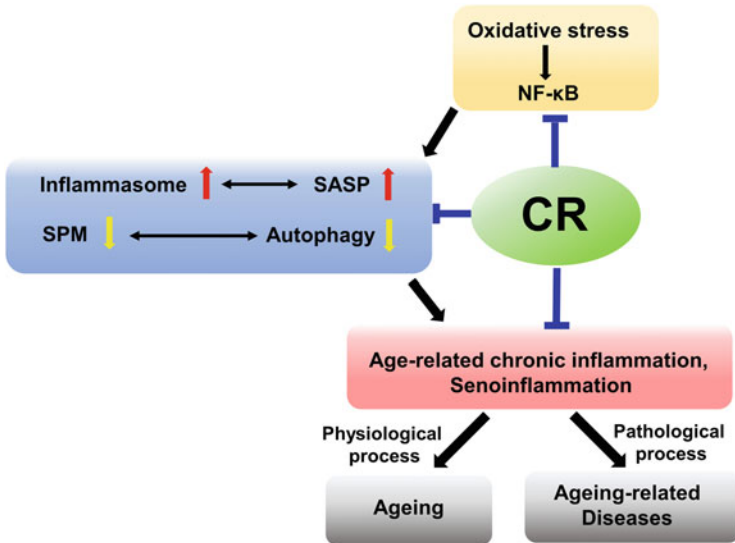 Oxidative stress
NF-κB
Inflammasome SASP
SPM Autophagy
CR
Age-related chronic inflammation,
Senoinflammation
Physiological
process
Pathological
process
Ageing
Ageing-related
Diseases